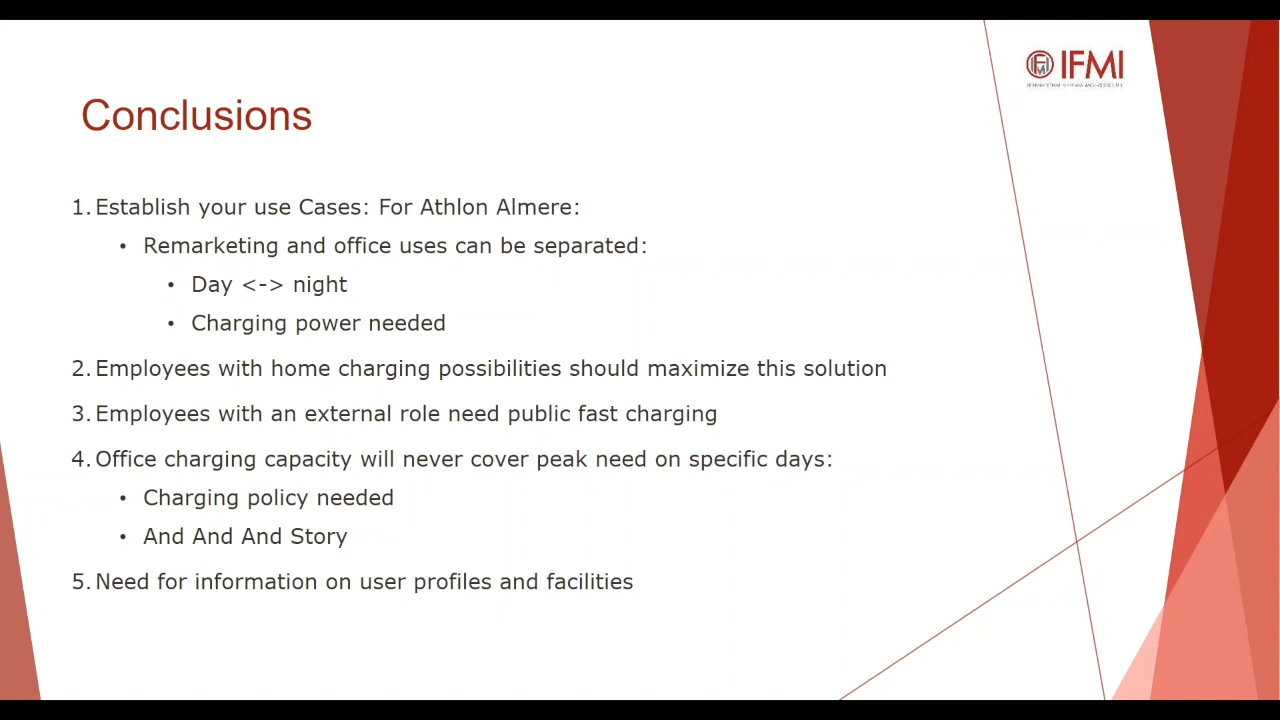 IFMI
Conclusions
1. Establish your use Cases: For Athlon Almere:
• Remarketing and office uses can be separated:
• Day <-> night
• Charging power needed
2. Employees with home charging possibilities should maximize this solution
3. Employees with an external role need public fast charging
4. Office charging capacity will never cover peak need on specific days:
• Charging policy needed
• And And And Story
5. Need for information on user profiles and facilities